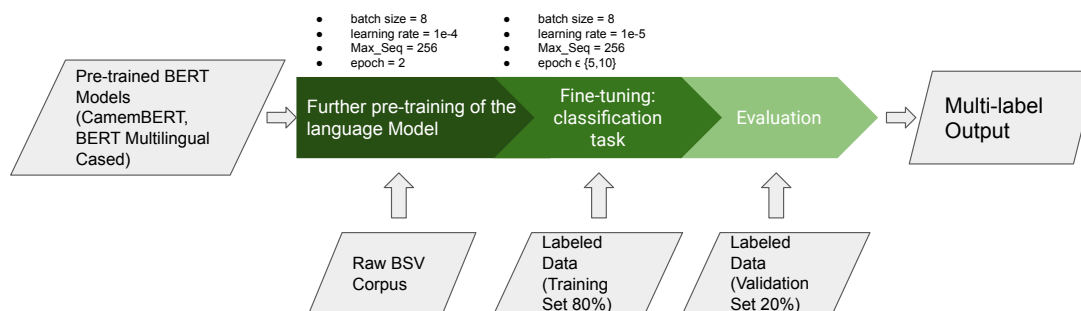 ● batch size = 8
● learning rate = 1e-4
● Max_Seq = 256
● epoch = 2
● batch size = 8
● learning rate = 1e-5
● Max_Seq = 256
● epoch ϵ {5,10}
Pre-trained BERT
Models
(CamemBERT,
BERT Multilingual
Cased)
Further pre-training of the
language Model
Fine-tuning:
classification
task
Evaluation
Multi-label
Output
Raw BSV
Corpus
Labeled
Data
(Training
Set 80%)
Labeled
Data
(Validation
Set 20%)